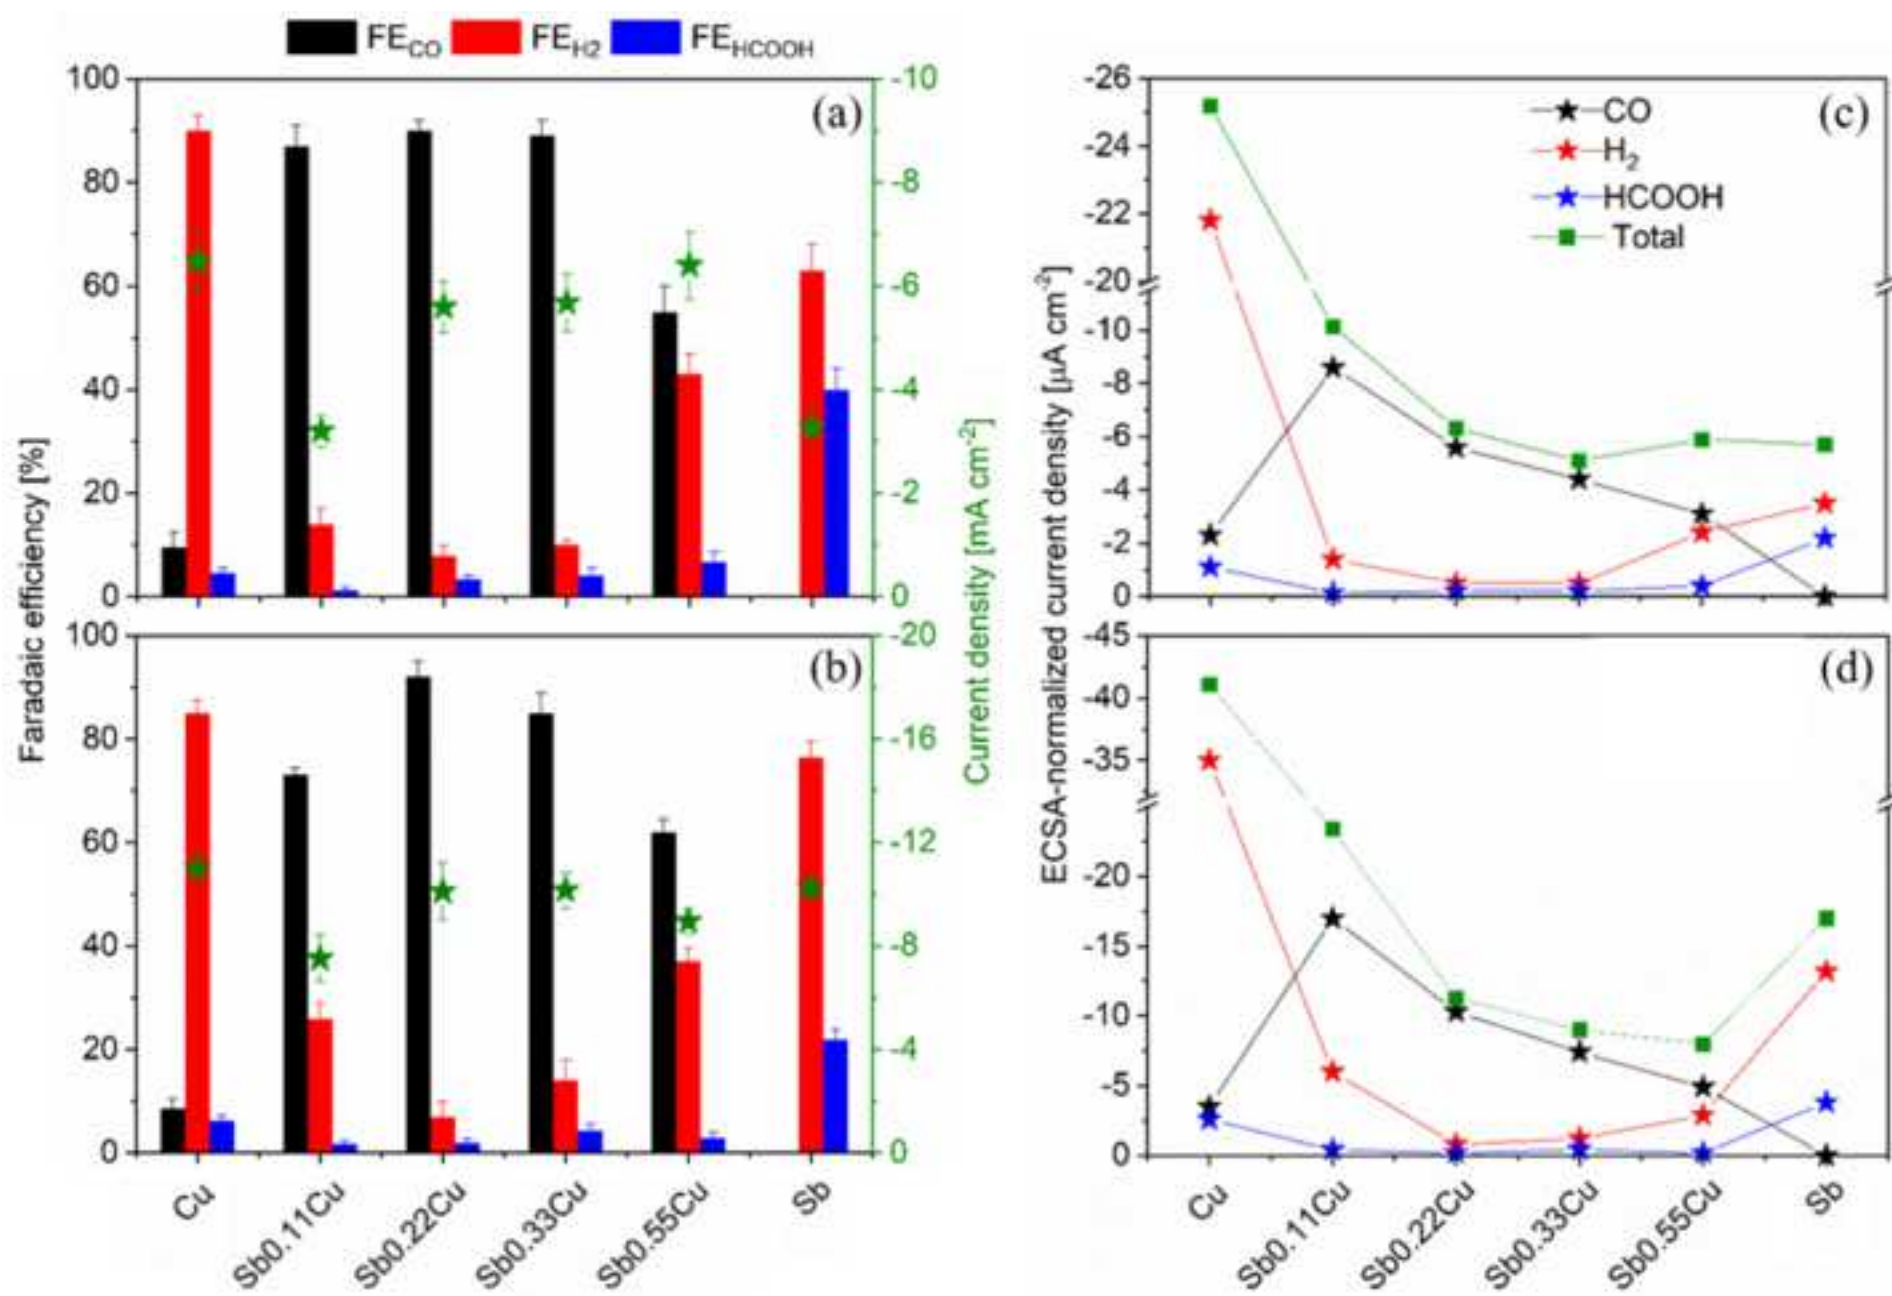 FE_CO FE_H2 FE_HCOOH
(a)
100
80
60
40
20
0
-10
-8
-6
-4
-2
0
Faradaic efficiency [%]
Current density [mA cm⁻²]
(b)
100
80
60
40
20
0
-20
-16
-12
-8
-4
0
Cu
Sb0.11Cu
Sb0.22Cu
Sb0.33Cu
Sb0.55Cu
Sb
(c)
CO
H₂
HCOOH
Total
-26
-24
-22
-20
-10
-8
-6
-4
-2
0
ECSA-normalized current density [µA cm⁻²]
(d)
-45
-40
-35
-20
-15
-10
-5
0
Cu
Sb0.11Cu
Sb0.22Cu
Sb0.33Cu
Sb0.55Cu
Sb